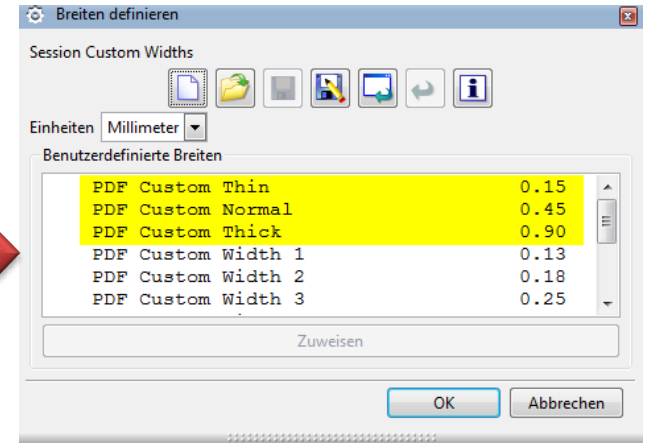 Breiten definieren
Session Custom Widths
Einheiten Millimeter
Benutzerdefinierte Breiten
PDF Custom Thin 0.15
PDF Custom Normal 0.45
PDF Custom Thick 0.90
PDF Custom Width 1 0.13
PDF Custom Width 2 0.18
PDF Custom Width 3 0.25
Zuweisen
OK Abbrechen